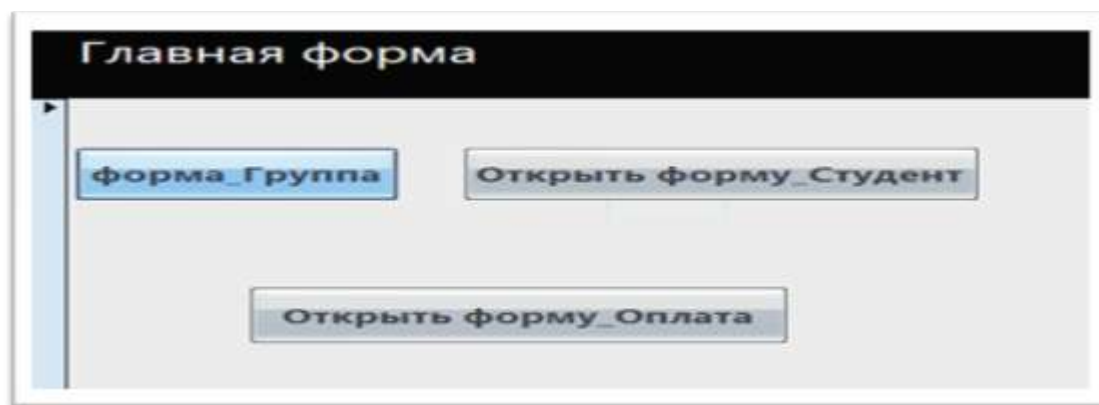 Главная форма
форма_Группа
Открыть форму_Студент
Открыть форму_Оплата